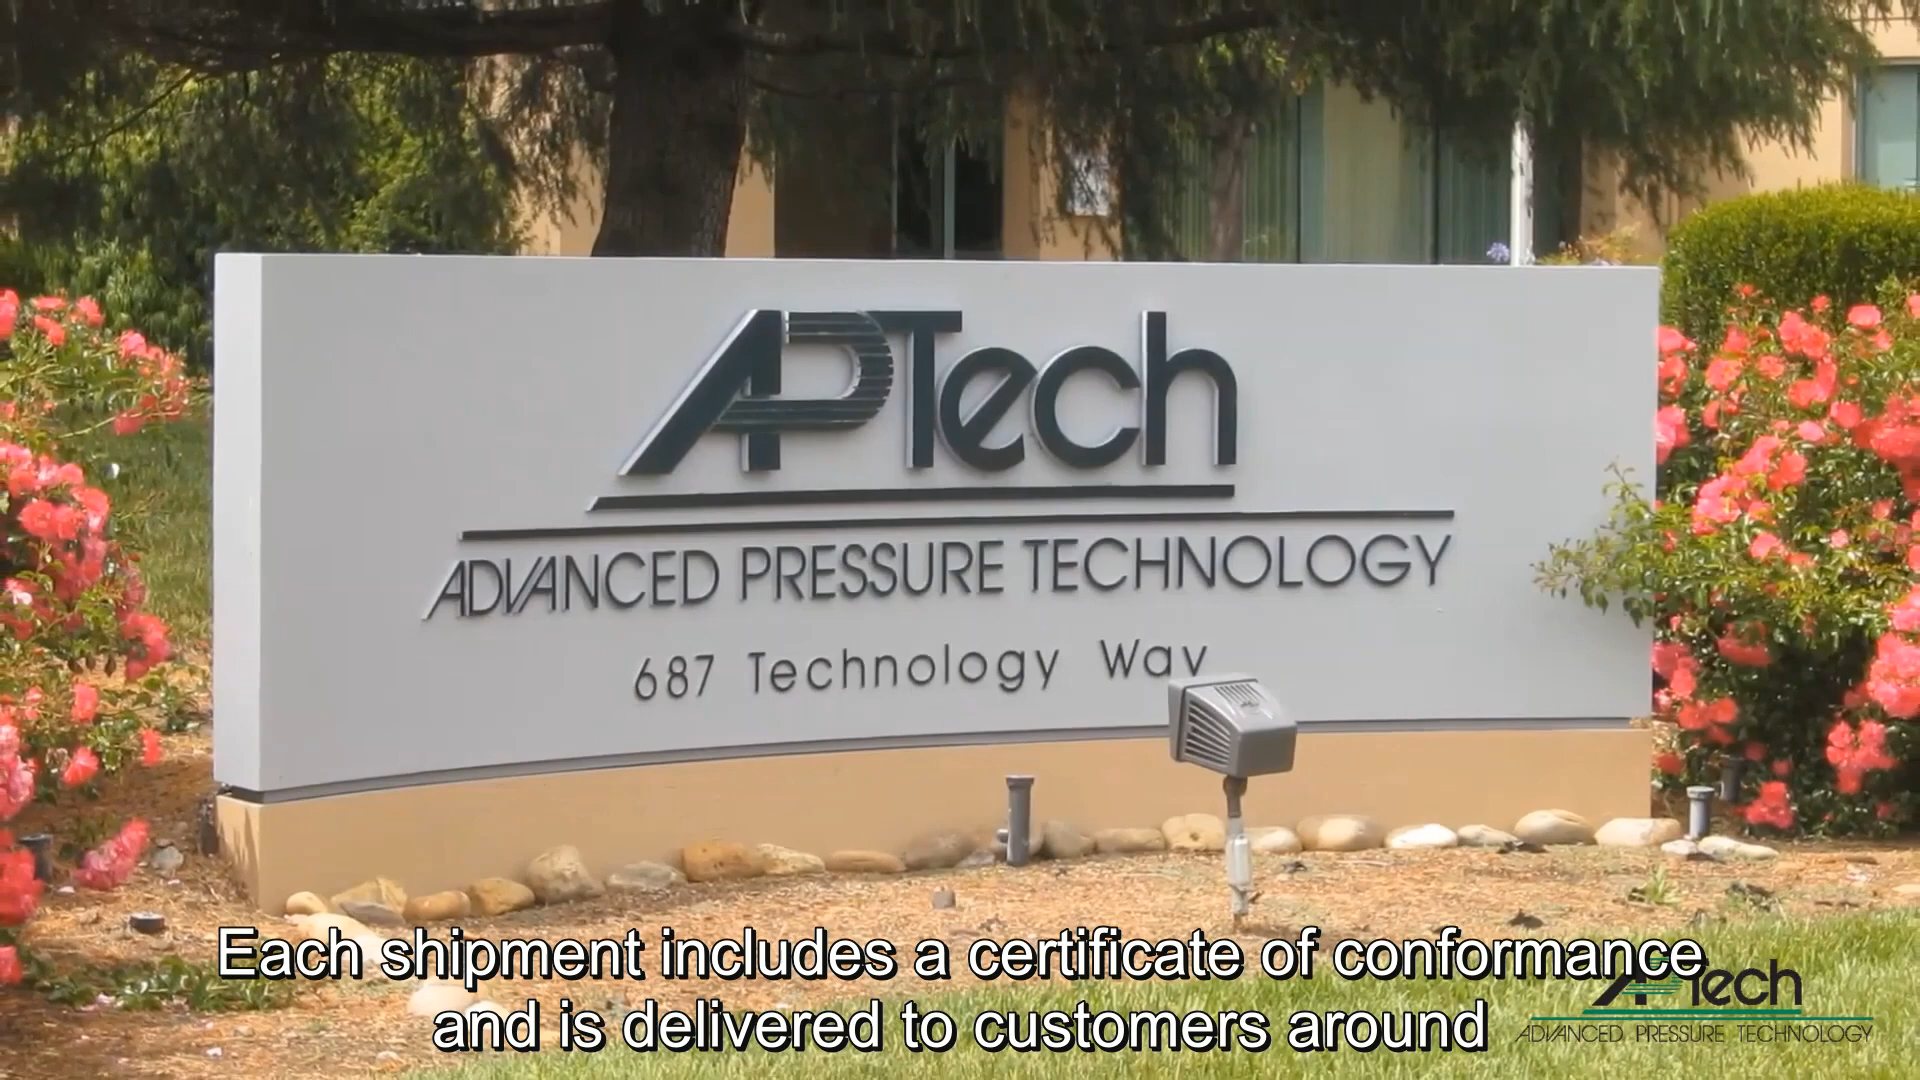 APTech
ADVANCED PRESSURE TECHNOLOGY
687 Technology Way
Each shipment includes a certificate of conformance
and is delivered to customers around
APTech
ADVANCED PRESSURE TECHNOLOGY